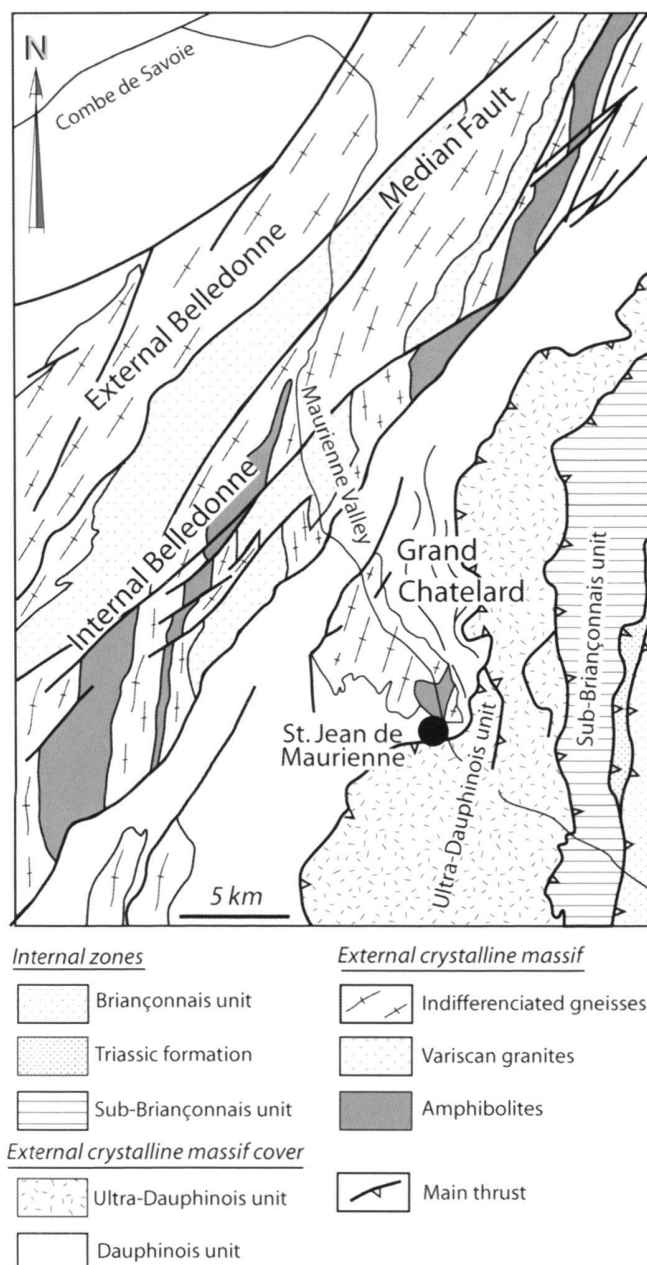 N
Combe de Savoie
Median Fault
External Belledonne
Maurienne Valley
Internal Belledonne
Grand
Chatelard
Sub-Briançonnais unit
St. Jean de
Maurienne
Ultra-Dauphinois unit
5 km
Internal zones
Briançonnais unit
Triassic formation
Sub-Briançonnais unit
External crystalline massif cover
Ultra-Dauphinois unit
Dauphinois unit
External crystalline massif
Indifferenciated gneisses
Variscan granites
Amphibolites
Main thrust